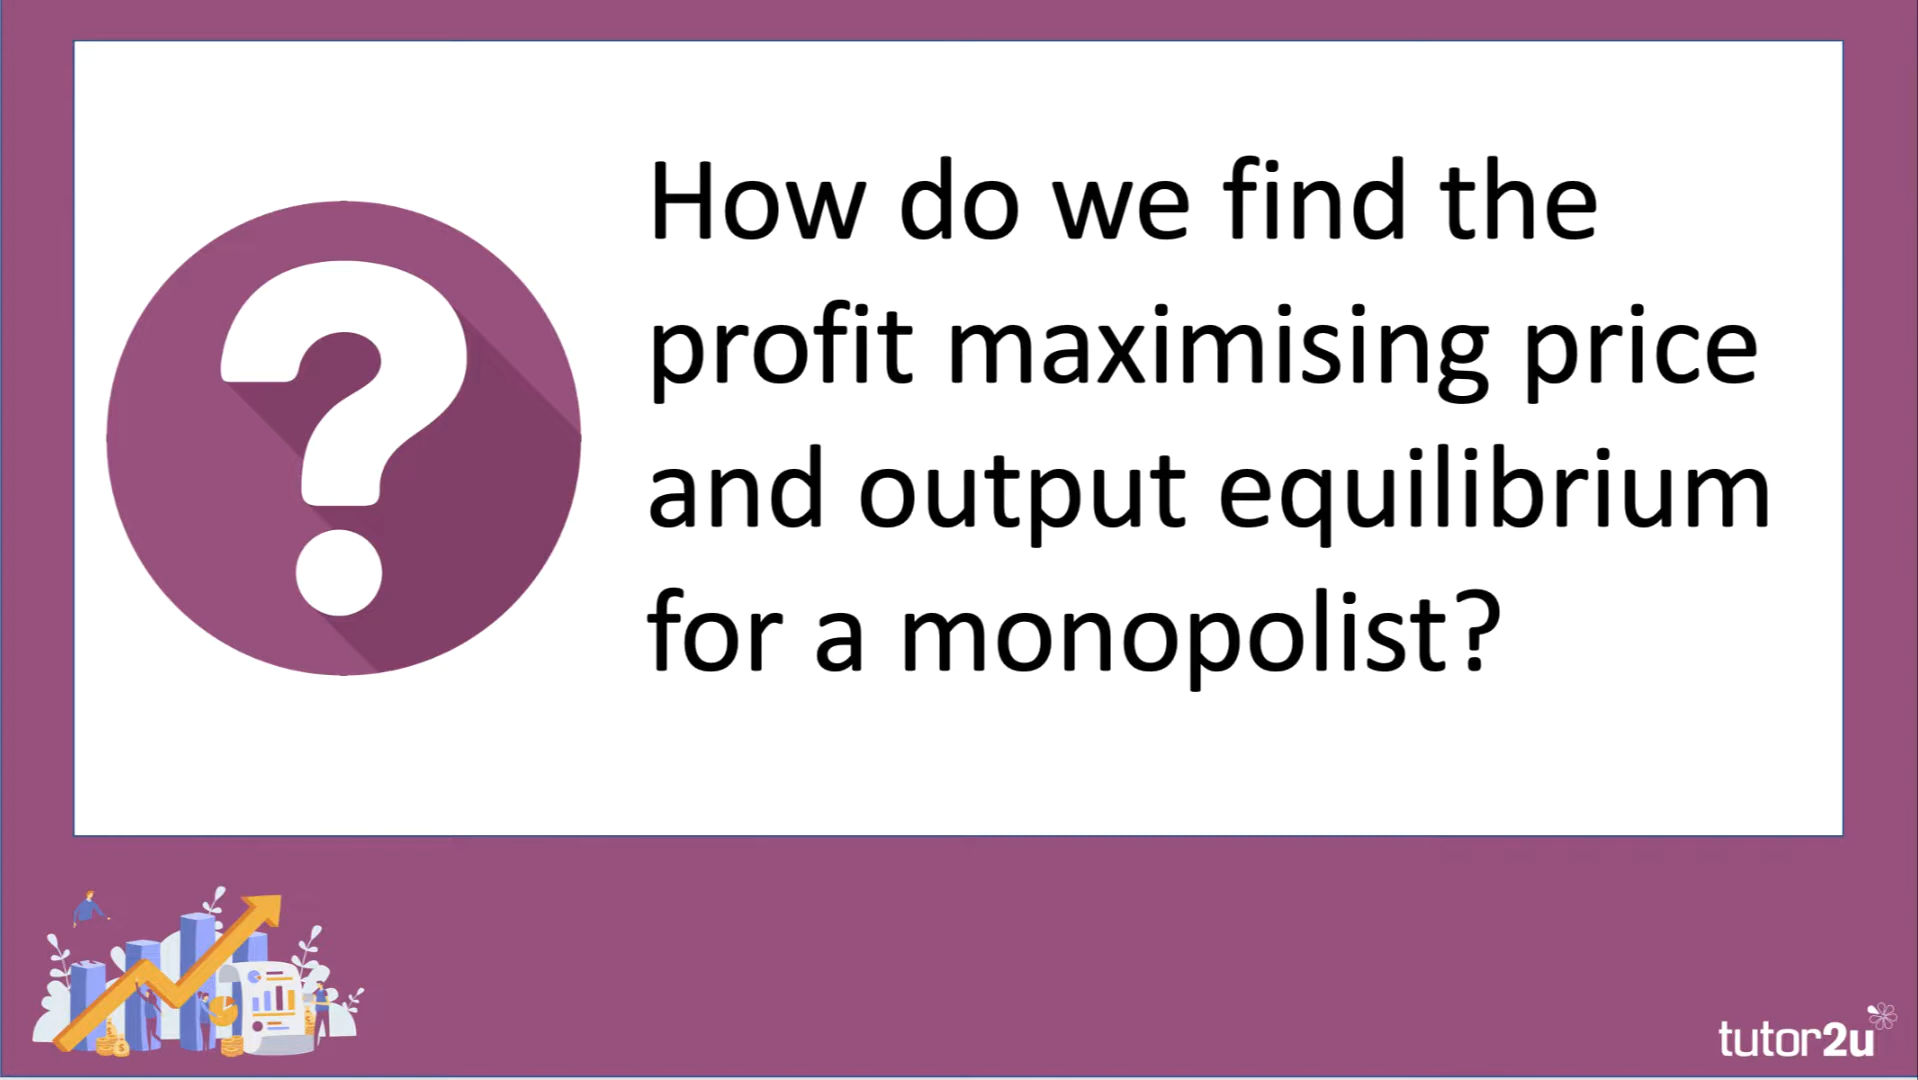 How do we find the
profit maximising price
and output equilibrium
for a monopolist?
tutor2u